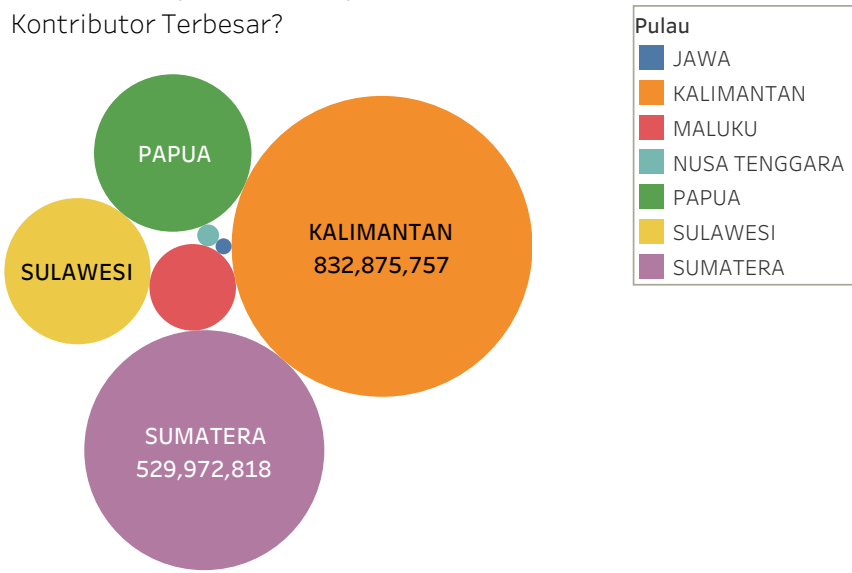 Kontributor Terbesar?
PAPUA
SULAWESI
KALIMANTAN
832,875,757
SUMATERA
529,972,818
Pulau
JAWA
KALIMANTAN
MALUKU
NUSA TENGGARA
PAPUA
SULAWESI
SUMATERA